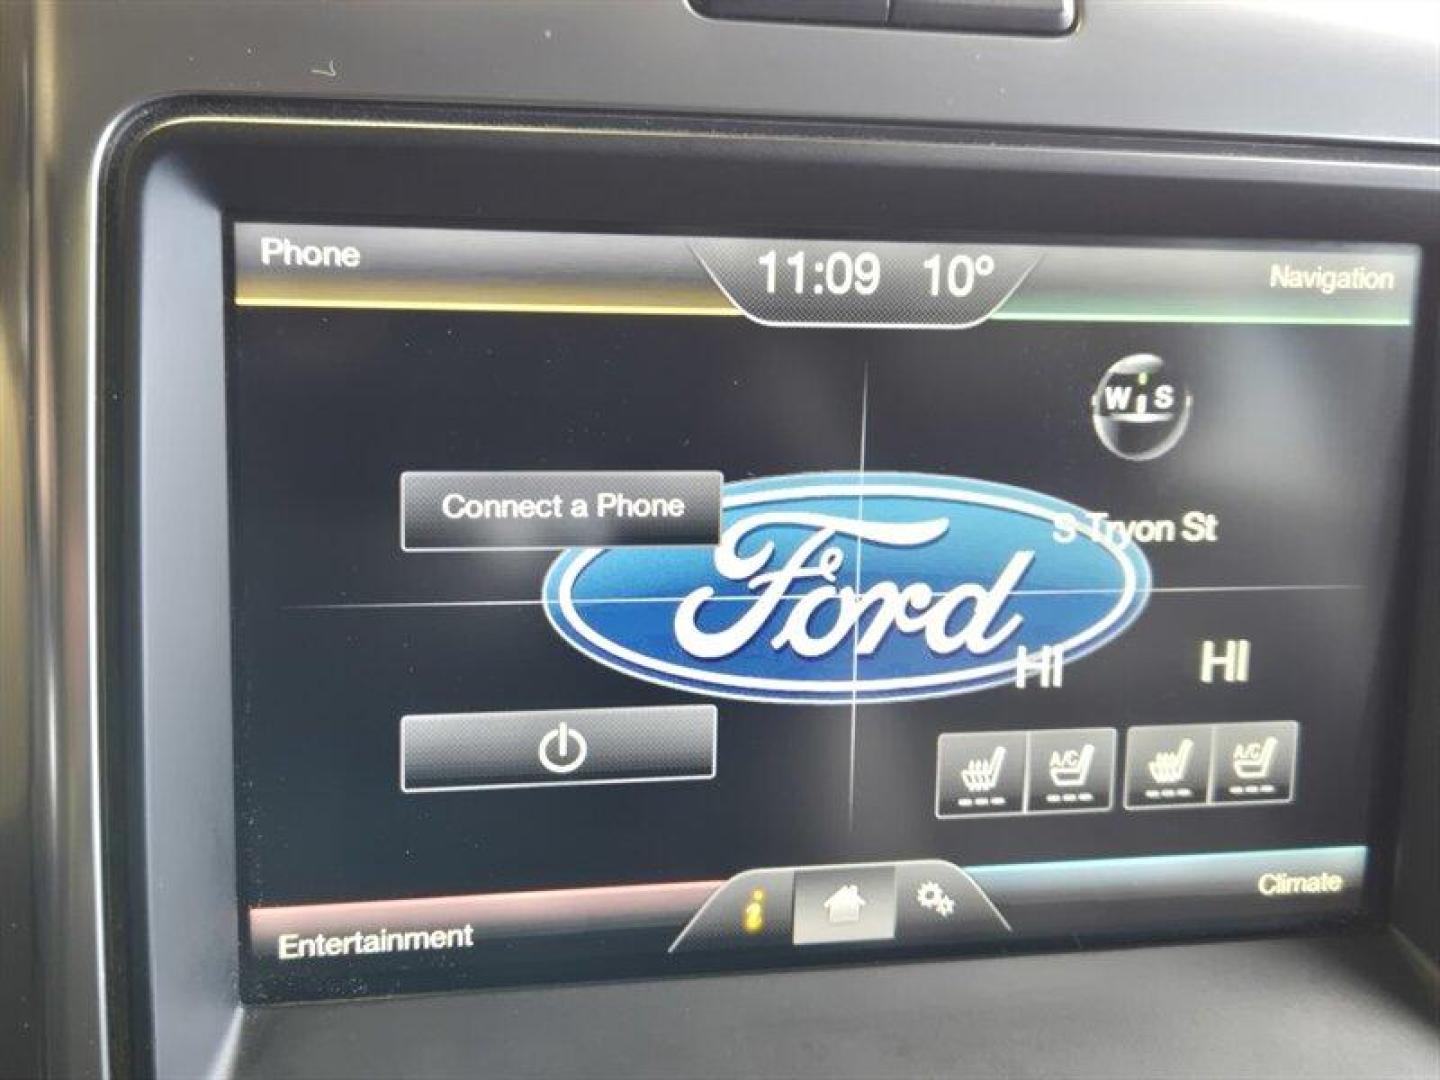 Phone
11:09 10°
Navigation
W S
Connect a Phone
S Tryon St
Ford
HI HI
A/C A/C
i
Climate
Entertainment